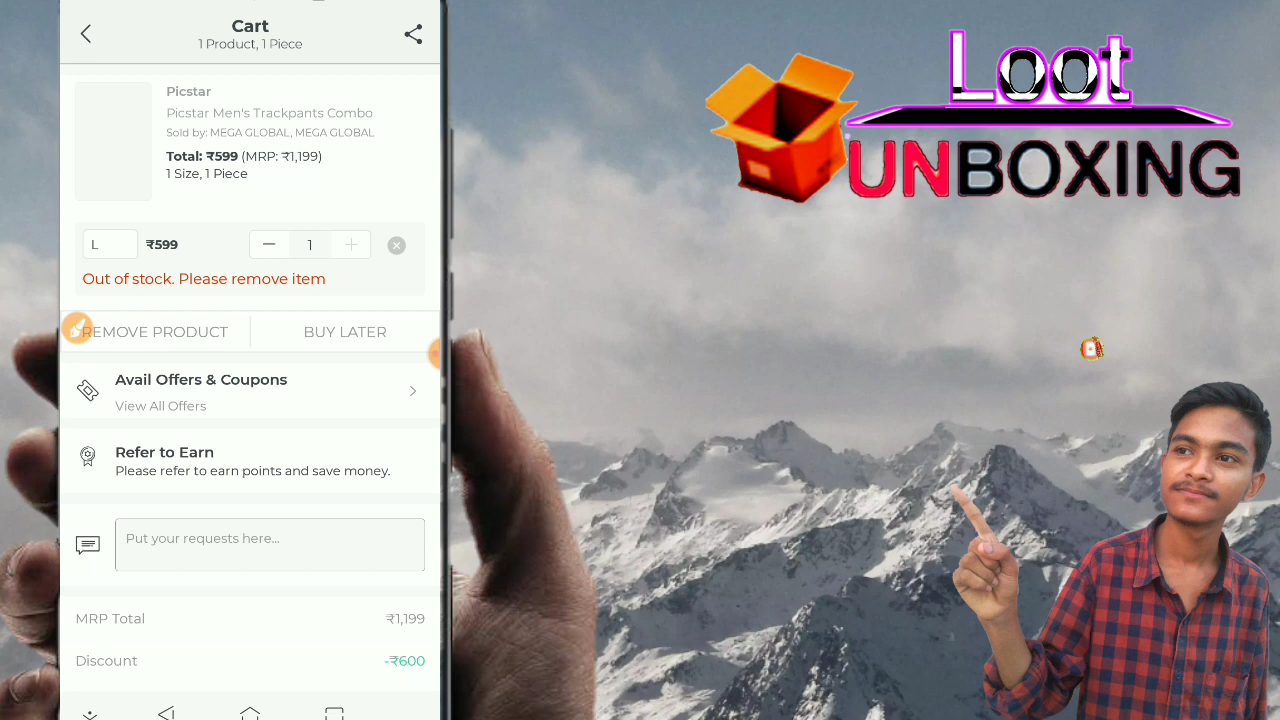 Cart
1 Product, 1 Piece
Picstar
Picstar Men's Trackpants Combo
Sold by: MEGA GLOBAL, MEGA GLOBAL
Total: ₹599 (MRP: ₹1,199)
1 Size, 1 Piece
L ₹599 1
Out of stock. Please remove item
REMOVE PRODUCT BUY LATER
Avail Offers & Coupons
View All Offers
Refer to Earn
Please refer to earn points and save money.
Put your requests here...
MRP Total ₹1,199
Discount -₹600
Loot
UNBOXING